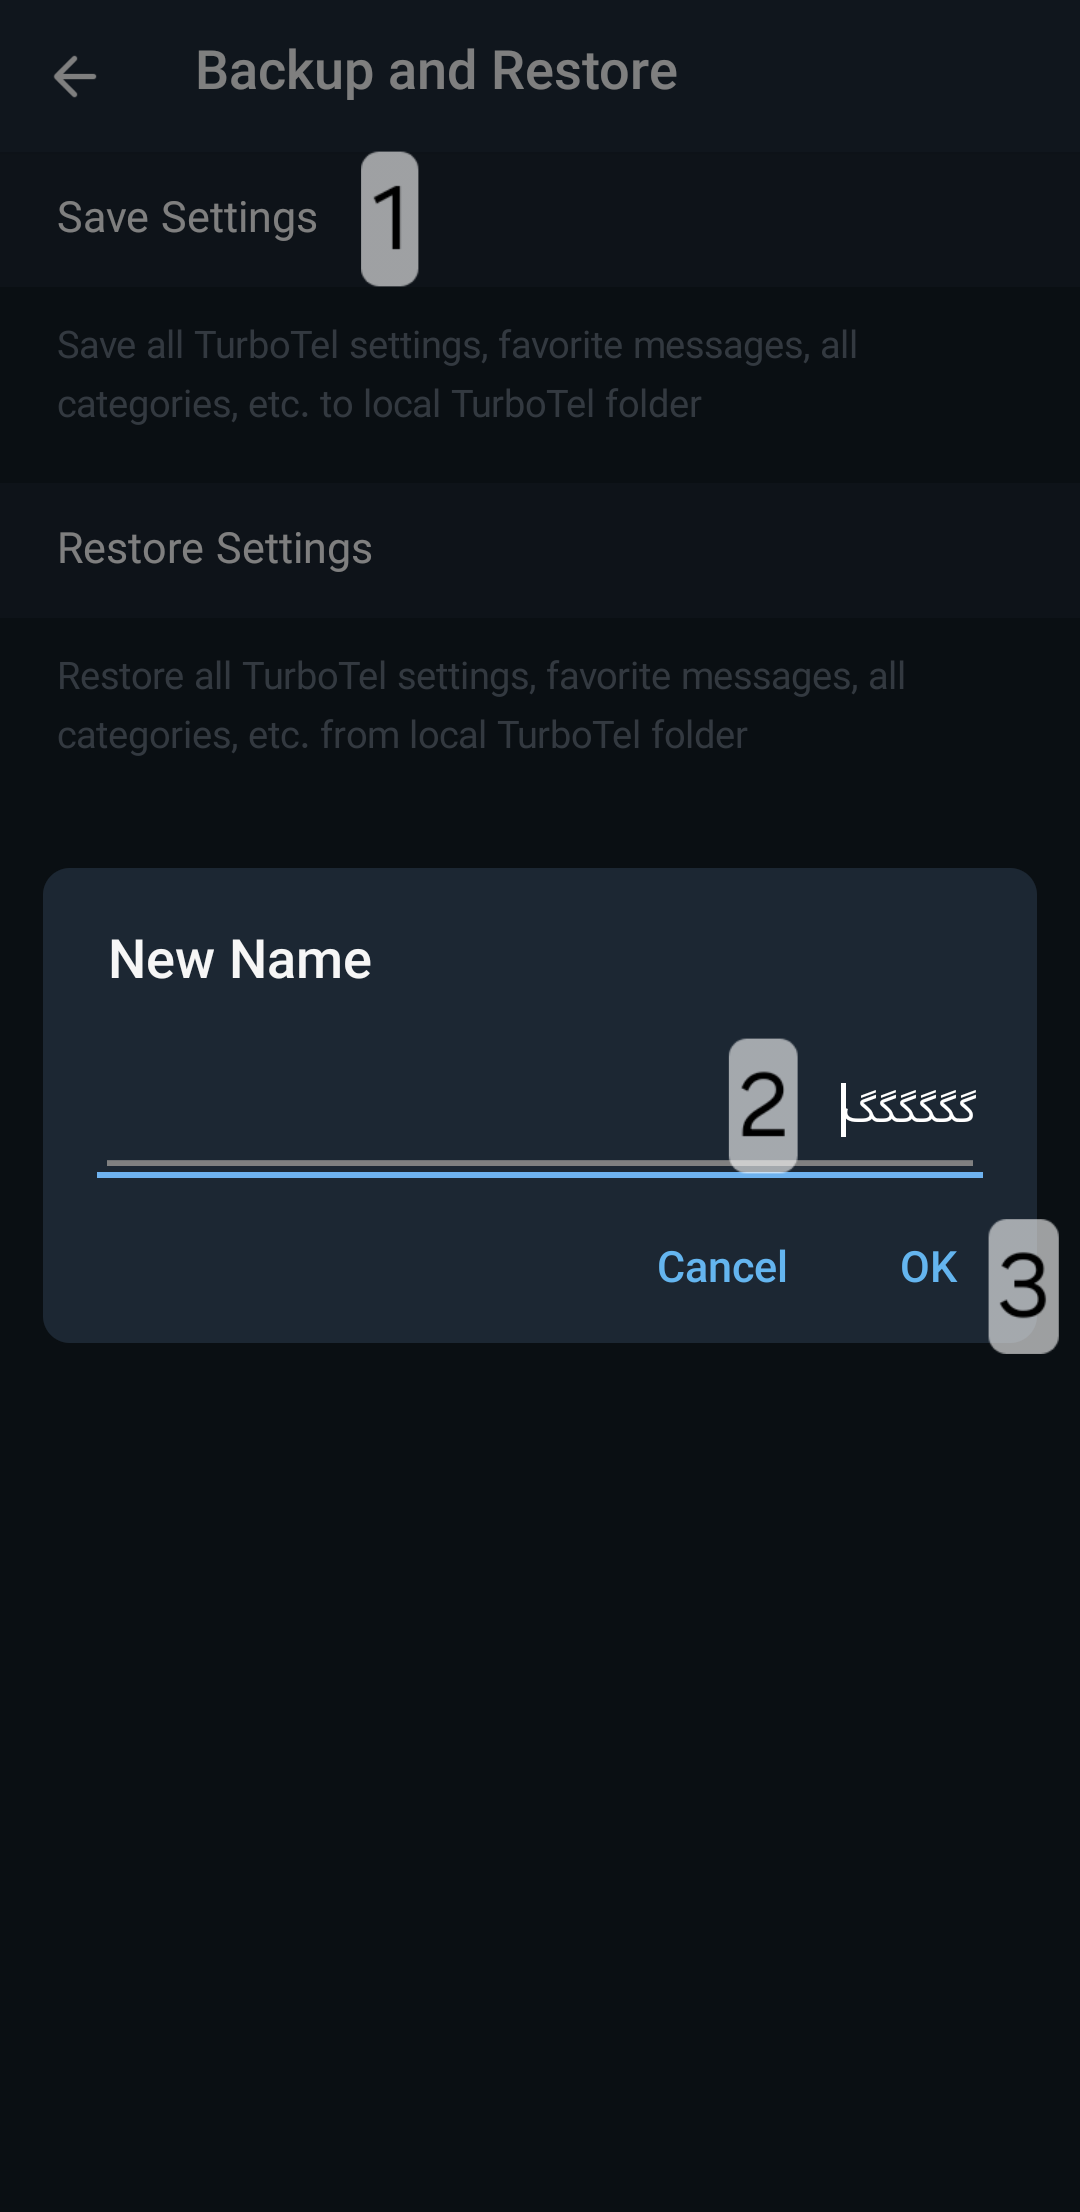 Backup and Restore
Save Settings 1
Save all TurboTel settings, favorite messages, all
categories, etc. to local TurboTel folder
Restore Settings
Restore all TurboTel settings, favorite messages, all
categories, etc. from local TurboTel folder
New Name
2 گگگگگگ
Cancel OK 3